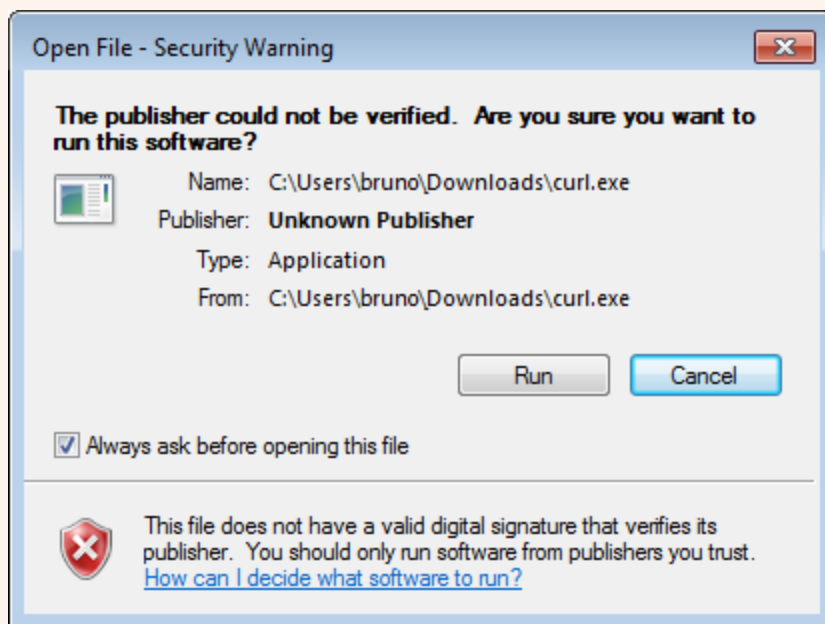 Open File - Security Warning
The publisher could not be verified.  Are you sure you want to
run this software?
Name: C:\Users\bruno\Downloads\curl.exe
Publisher: Unknown Publisher
Type: Application
From: C:\Users\bruno\Downloads\curl.exe
Run Cancel
Always ask before opening this file
This file does not have a valid digital signature that verifies its
publisher.  You should only run software from publishers you trust.
How can I decide what software to run?